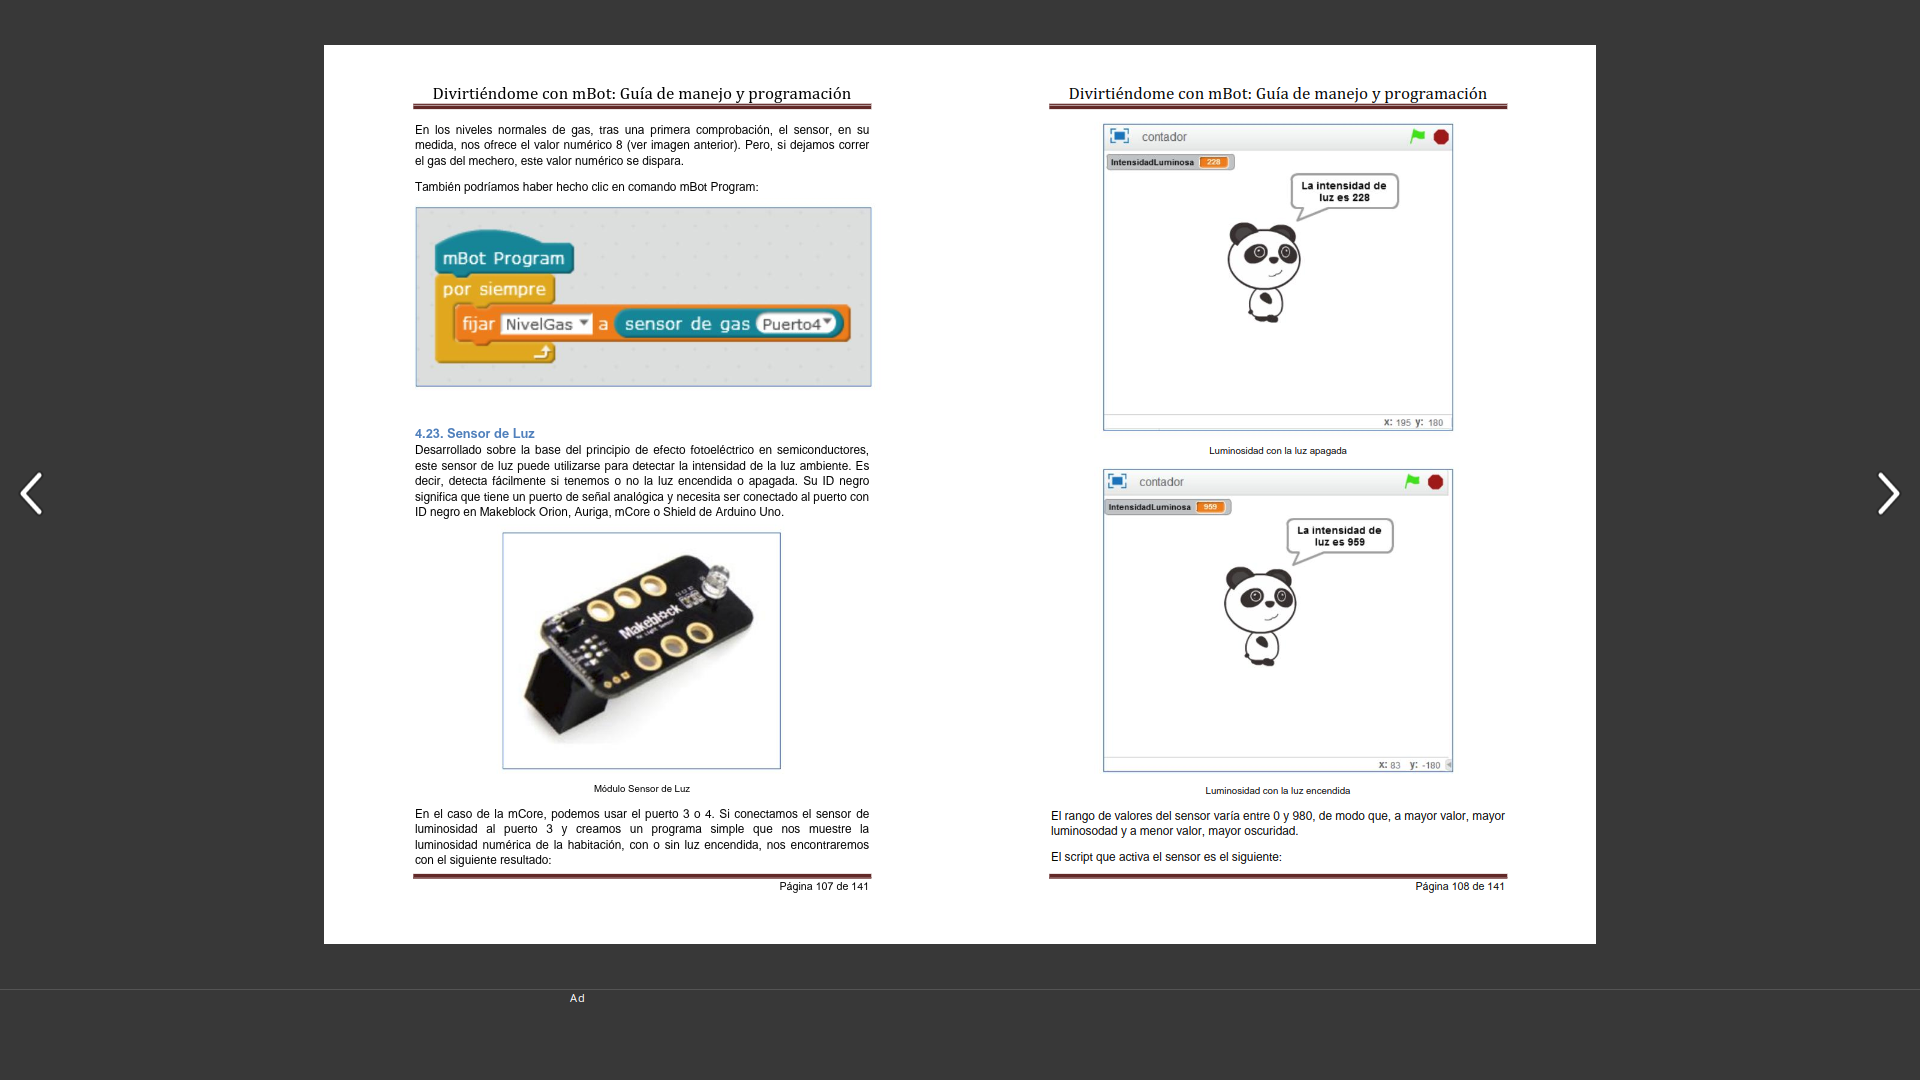 Divirtiéndome con mBot: Guía de manejo y programación
En los niveles normales de gas, tras una primera comprobación, el sensor, en su
medida, nos ofrece el valor numérico 8 (ver imagen anterior). Pero, si dejamos correr
el gas del mechero, este valor numérico se dispara.
También podríamos haber hecho clic en comando mBot Program:
mBot Program
por siempre
fijar NivelGas a sensor de gas Puerto4
4.23. Sensor de Luz
Desarrollado sobre la base del principio de efecto fotoeléctrico en semiconductores,
este sensor de luz puede utilizarse para detectar la intensidad de la luz ambiente. Es
decir, detecta fácilmente si tenemos o no la luz encendida o apagada. Su ID negro
significa que tiene un puerto de señal analógica y necesita ser conectado al puerto con
ID negro en Makeblock Orion, Auriga, mCore o Shield de Arduino Uno.
Makeblock
Me Light Sensor
Módulo Sensor de Luz
En el caso de la mCore, podemos usar el puerto 3 o 4. Si conectamos el sensor de
luminosidad al puerto 3 y creamos un programa simple que nos muestre la
luminosidad numérica de la habitación, con o sin luz encendida, nos encontraremos
con el siguiente resultado:
Página 107 de 141
Divirtiéndome con mBot: Guía de manejo y programación
contador
IntensidadLuminosa 228
La intensidad de
luz es 228
x: 195 y: 180
Luminosidad con la luz apagada
contador
IntensidadLuminosa 959
La intensidad de
luz es 959
x: 83 y: -180
Luminosidad con la luz encendida
El rango de valores del sensor varía entre 0 y 980, de modo que, a mayor valor, mayor
luminosodad y a menor valor, mayor oscuridad.
El script que activa el sensor es el siguiente:
Página 108 de 141
Ad